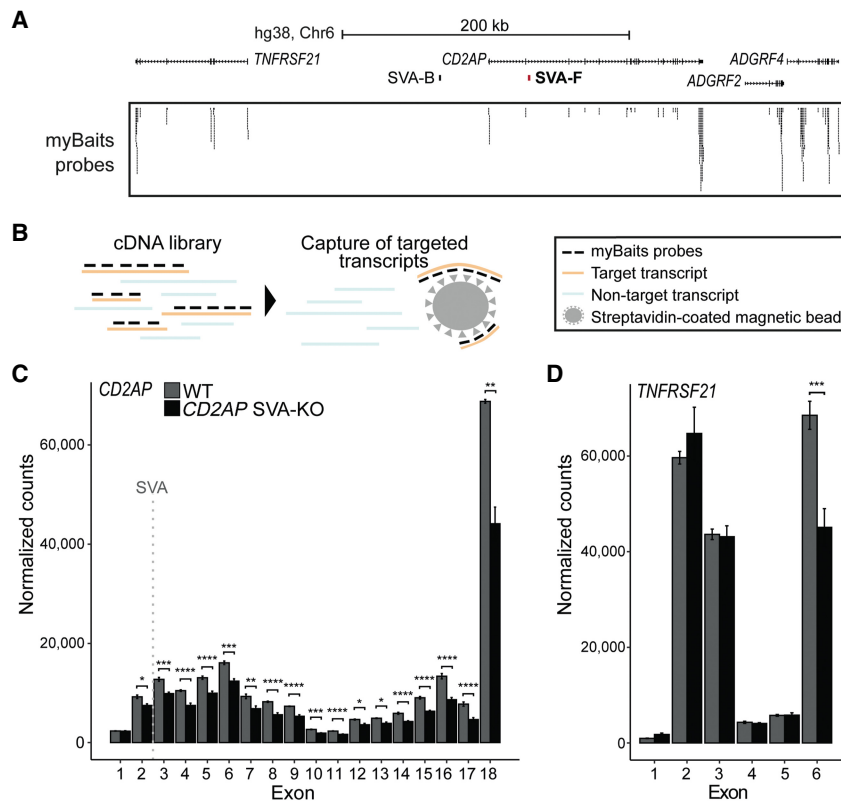 A
hg38, Chr6
200 kb
TNFRSF21
CD2AP
ADGRF4
SVA-B
SVA-F
ADGRF2
myBaits
probes
B
cDNA library
Capture of targeted
transcripts
myBaits probes
Target transcript
Non-target transcript
Streptavidin-coated magnetic bead
C
CD2AP
WT
CD2AP SVA-KO
SVA
Normalized counts
60,000
40,000
20,000
0
* *** **** **** *** ** **** **** *** **** * * **** **** **** **** **
1 2 3 4 5 6 7 8 9 10 11 12 13 14 15 16 17 18
Exon
D
TNFRSF21
***
Normalized counts
60,000
40,000
20,000
0
1 2 3 4 5 6
Exon